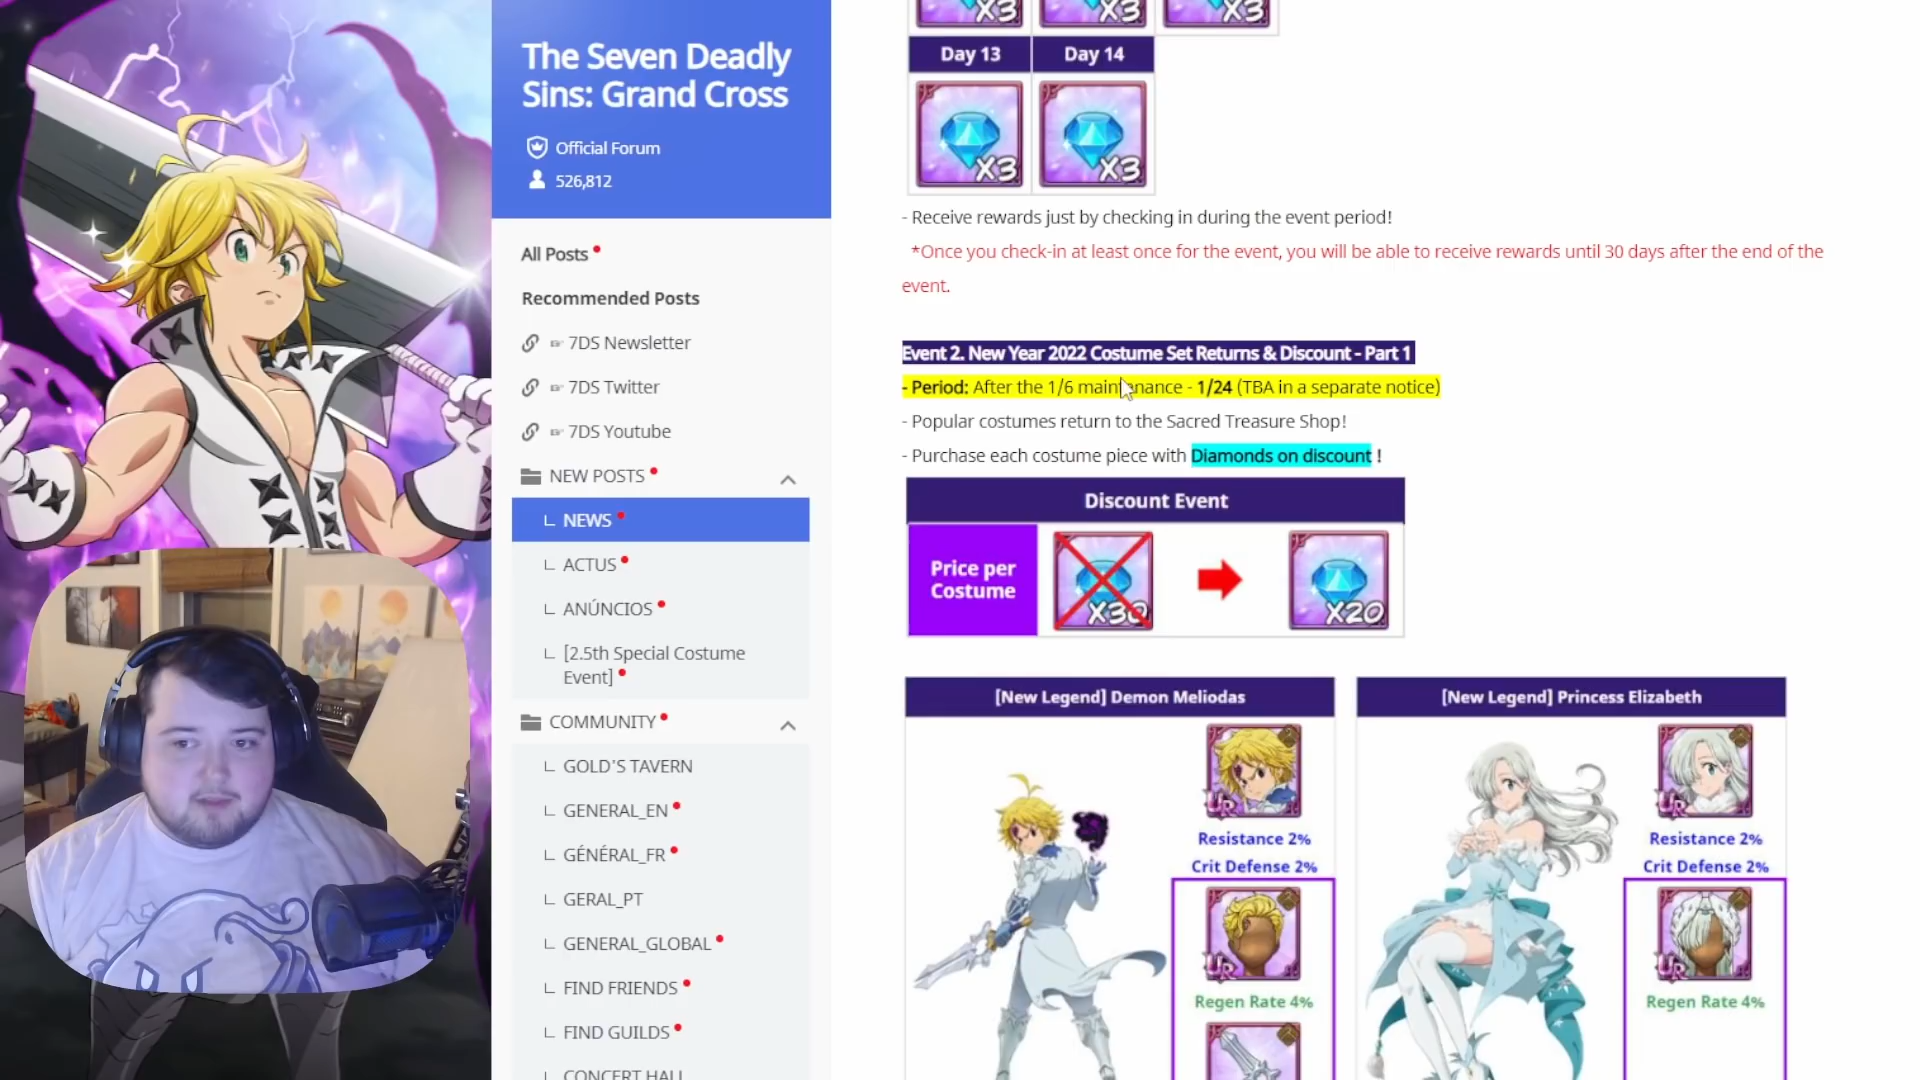 The Seven Deadly
Sins: Grand Cross
Official Forum
526,812
All Posts
Recommended Posts
☞ 7DS Newsletter
☞ 7DS Twitter
☞ 7DS Youtube
NEW POSTS
NEWS
ACTUS
ANÚNCIOS
[2.5th Special Costume
Event]
COMMUNITY
GOLD'S TAVERN
GENERAL_EN
GÉNÉRAL_FR
GERAL_PT
GENERAL_GLOBAL
FIND FRIENDS
FIND GUILDS
CONCERT HALL
X3 X3 X3
Day 13 Day 14
X3 X3
- Receive rewards just by checking in during the event period!
*Once you check-in at least once for the event, you will be able to receive rewards until 30 days after the end of the
event.
Event 2. New Year 2022 Costume Set Returns & Discount - Part 1
- Period: After the 1/6 maintenance - 1/24 (TBA in a separate notice)
- Popular costumes return to the Sacred Treasure Shop!
- Purchase each costume piece with Diamonds on discount !
Discount Event
Price per
Costume
X30 X20
[New Legend] Demon Meliodas
UR
Resistance 2%
Crit Defense 2%
UR
Regen Rate 4%
[New Legend] Princess Elizabeth
UR
Resistance 2%
Crit Defense 2%
UR
Regen Rate 4%